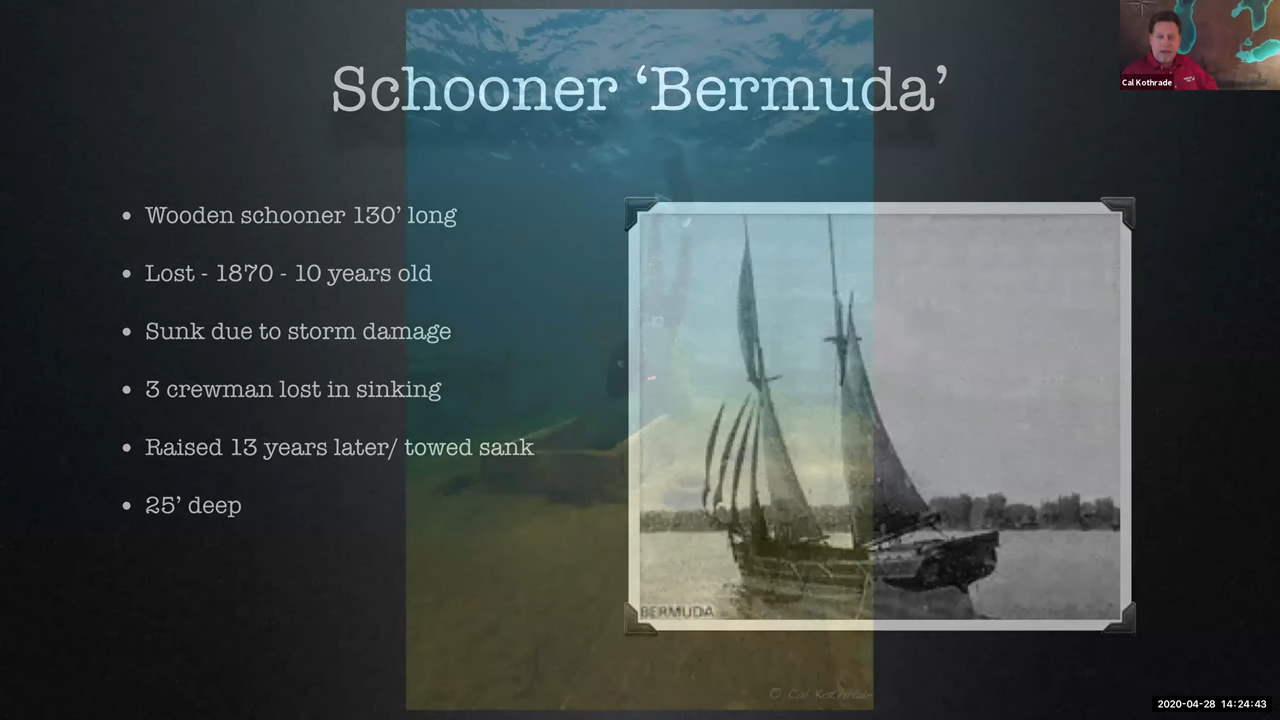 Schooner ‘Bermuda’
Cal Kothrade
• Wooden schooner 130’ long
• Lost - 1870 - 10 years old
• Sunk due to storm damage
• 3 crewman lost in sinking
• Raised 13 years later/ towed sank
• 25’ deep
BERMUDA
© Cal Kothrade
2020-04-28 14:24:43